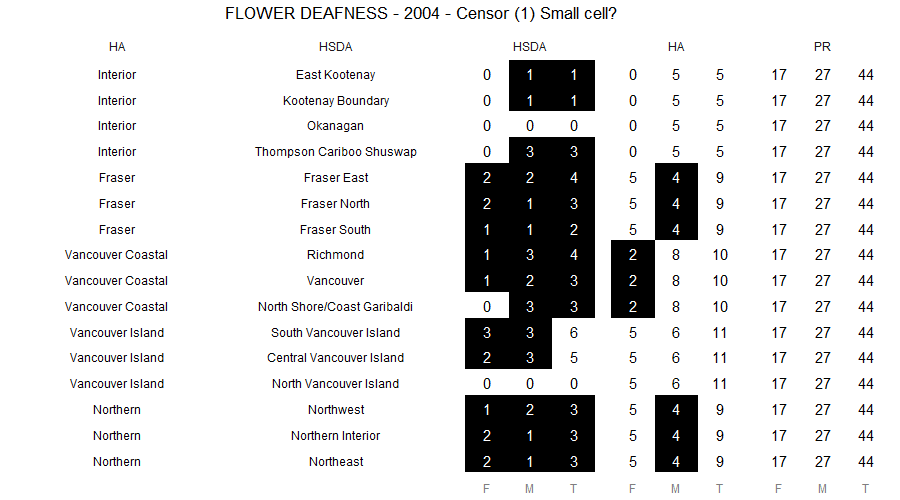 FLOWER DEAFNESS - 2004 - Censor (1) Small cell?
HA HSDA HSDA HA PR
Interior East Kootenay 0 1 1 0 5 5 17 27 44
Interior Kootenay Boundary 0 1 1 0 5 5 17 27 44
Interior Okanagan 0 0 0 0 5 5 17 27 44
Interior Thompson Cariboo Shuswap 0 3 3 0 5 5 17 27 44
Fraser Fraser East 2 2 4 5 4 9 17 27 44
Fraser Fraser North 2 1 3 5 4 9 17 27 44
Fraser Fraser South 1 1 2 5 4 9 17 27 44
Vancouver Coastal Richmond 1 3 4 2 8 10 17 27 44
Vancouver Coastal Vancouver 1 2 3 2 8 10 17 27 44
Vancouver Coastal North Shore/Coast Garibaldi 0 3 3 2 8 10 17 27 44
Vancouver Island South Vancouver Island 3 3 6 5 6 11 17 27 44
Vancouver Island Central Vancouver Island 2 3 5 5 6 11 17 27 44
Vancouver Island North Vancouver Island 0 0 0 5 6 11 17 27 44
Northern Northwest 1 2 3 5 4 9 17 27 44
Northern Northern Interior 2 1 3 5 4 9 17 27 44
Northern Northeast 2 1 3 5 4 9 17 27 44
F M T F M T F M T